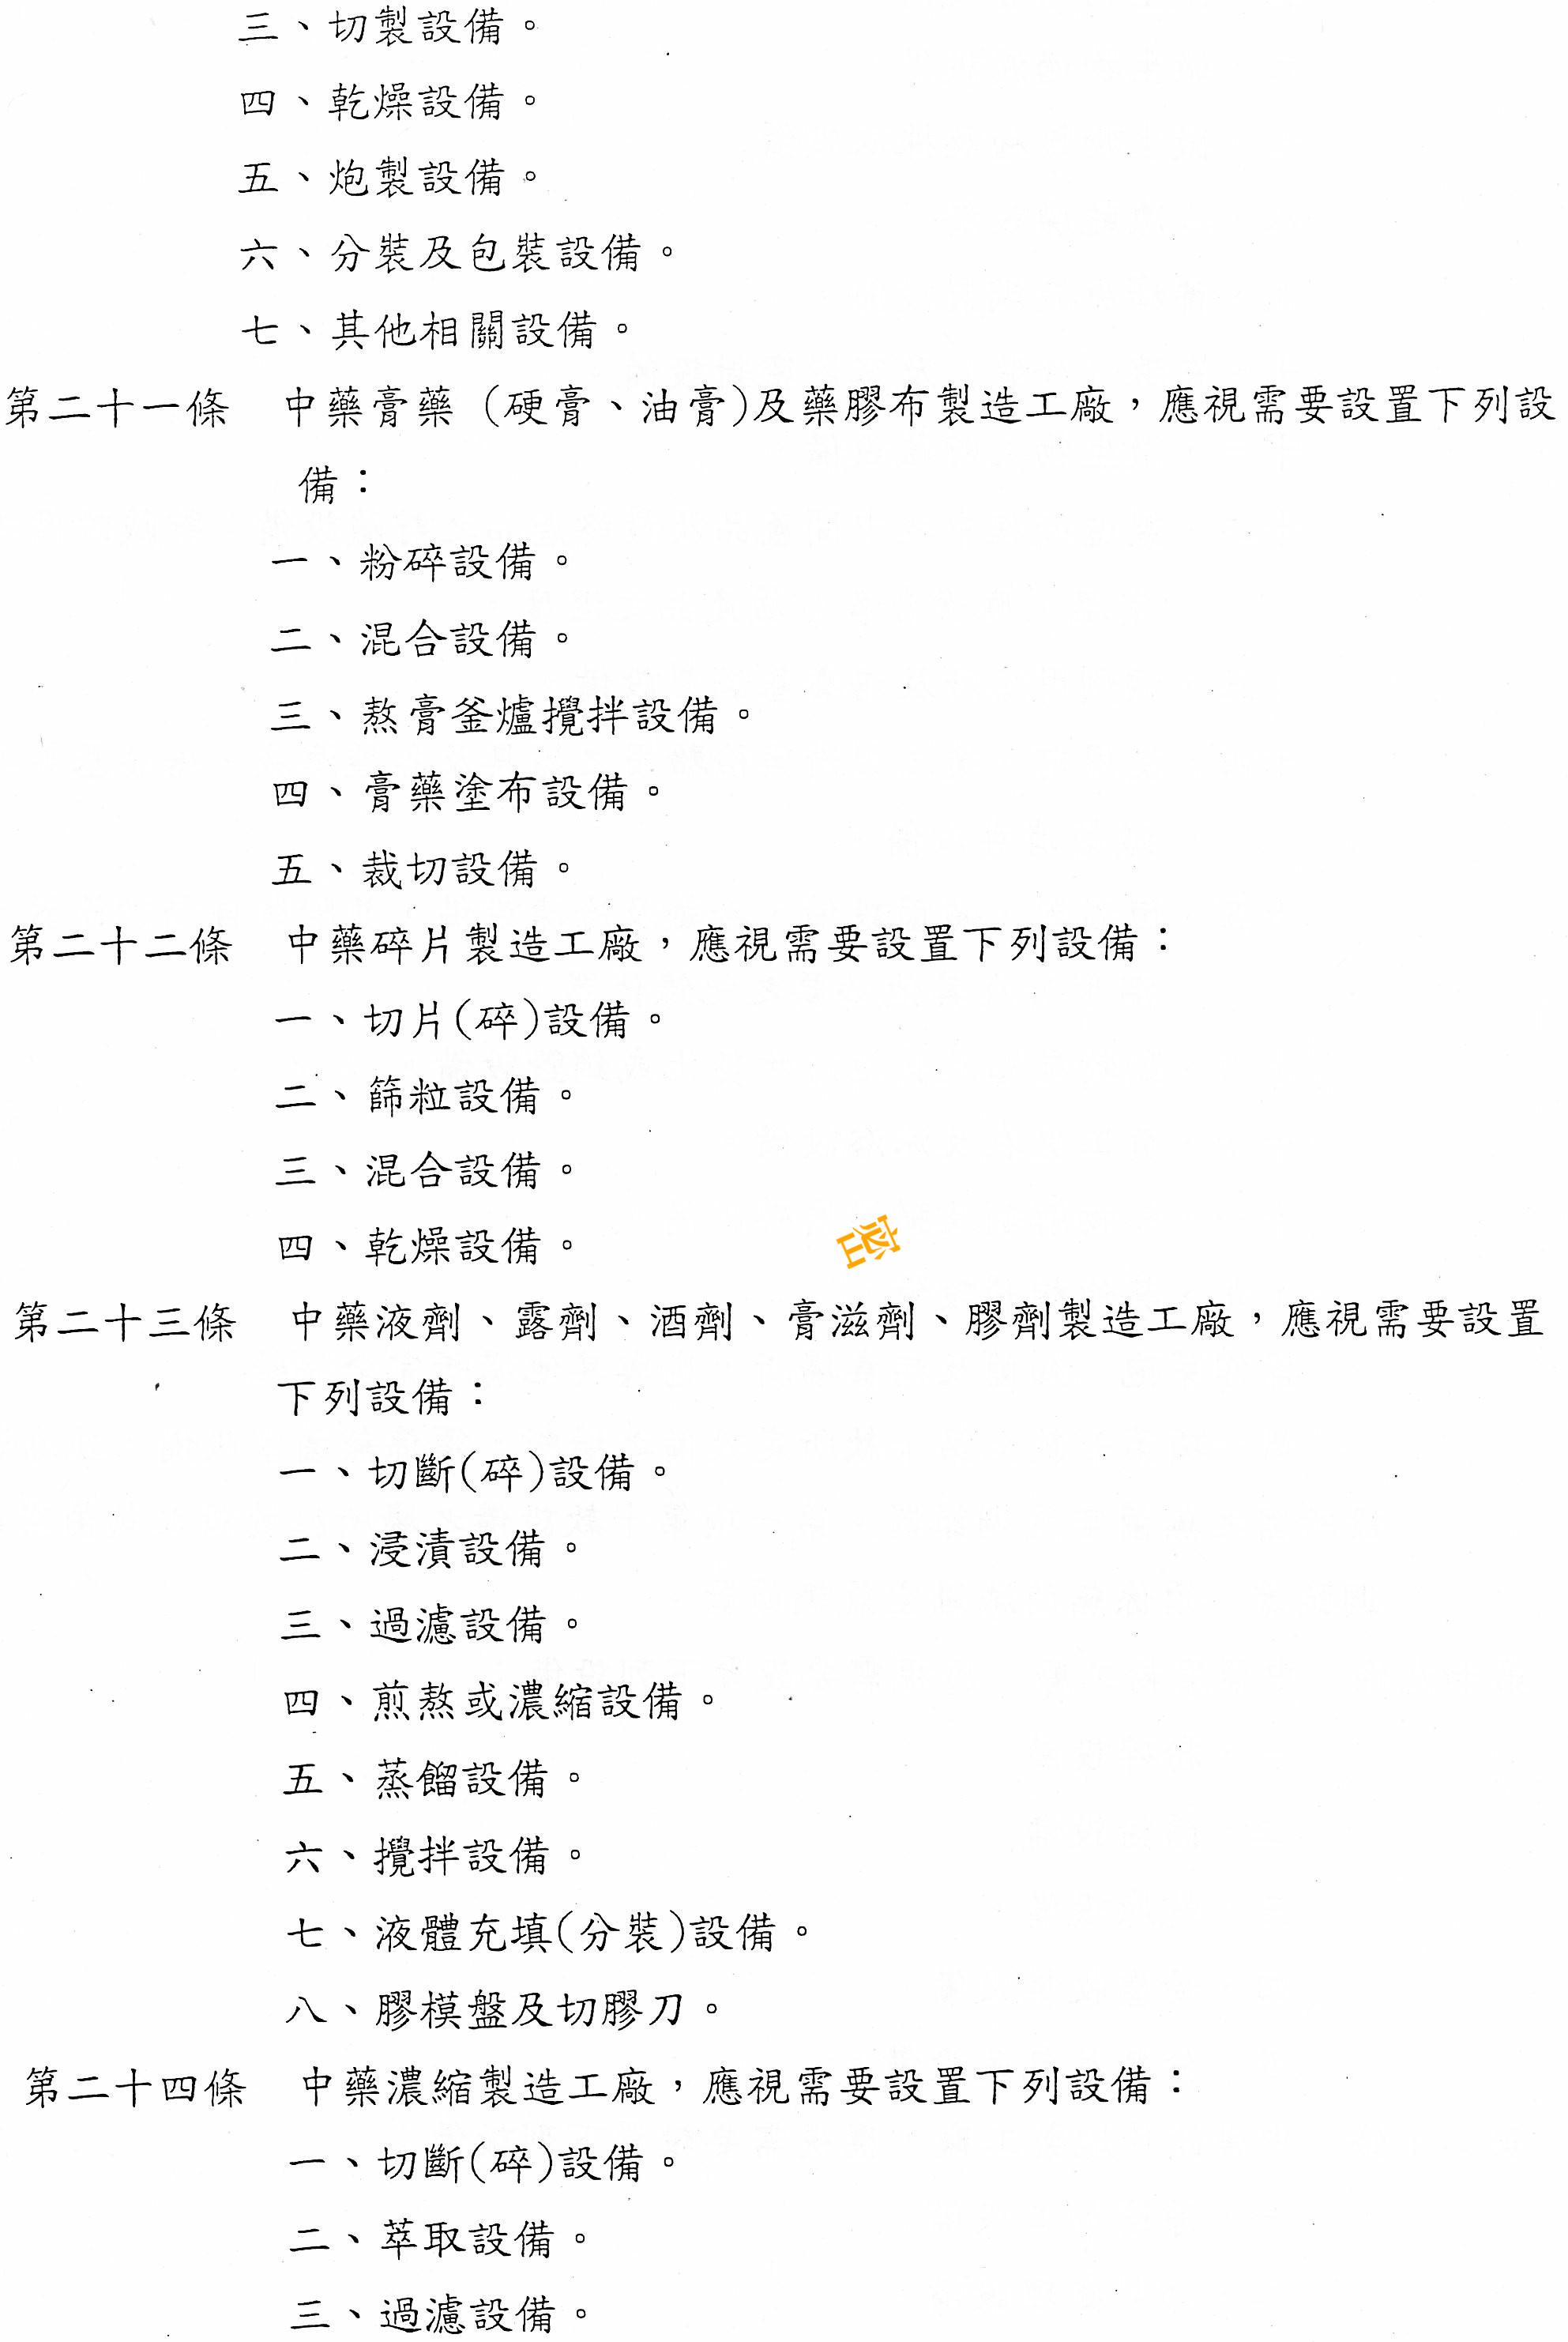 三、切製設備。
四、乾燥設備。
五、炮製設備。
六、分裝及包裝設備。
七、其他相關設備。
第二十一條　中藥膏藥（硬膏、油膏)及藥膠布製造工廠，應視需要設置下列設
備：
一、粉碎設備。
二、混合設備。
三、熬膏釜爐攪拌設備。
四、膏藥塗布設備。
五、裁切設備。
第二十二條　中藥碎片製造工廠，應視需要設置下列設備：
一、切片(碎)設備。
二、篩粒設備。
三、混合設備。
四、乾燥設備。
第二十三條　中藥液劑、露劑、酒劑、膏滋劑、膠劑製造工廠，應視需要設置
下列設備：
一、切斷(碎)設備。
二、浸漬設備。
三、過濾設備。
四、煎熬或濃縮設備。
五、蒸餾設備。
六、攪拌設備。
七、液體充填(分裝)設備。
八、膠模盤及切膠刀。
第二十四條　中藥濃縮製造工廠，應視需要設置下列設備：
一、切斷(碎)設備。
二、萃取設備。
三、過濾設備。